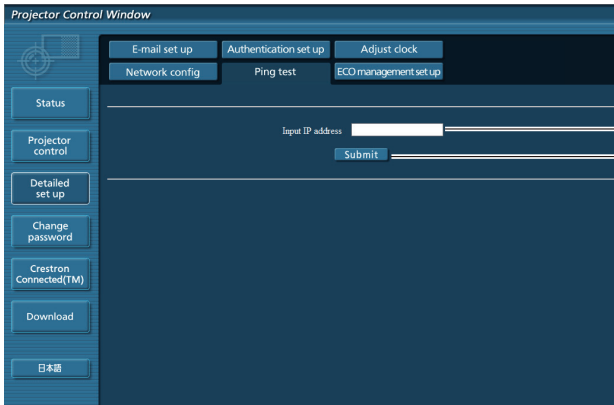 Projector Control Window
E-mail set up
Authentication set up
Adjust clock
Network config
Ping test
ECO management set up
Status
Projector
control
Detailed
set up
Change
password
Crestron
Connected(TM)
Download
日本語
Input IP address
Submit